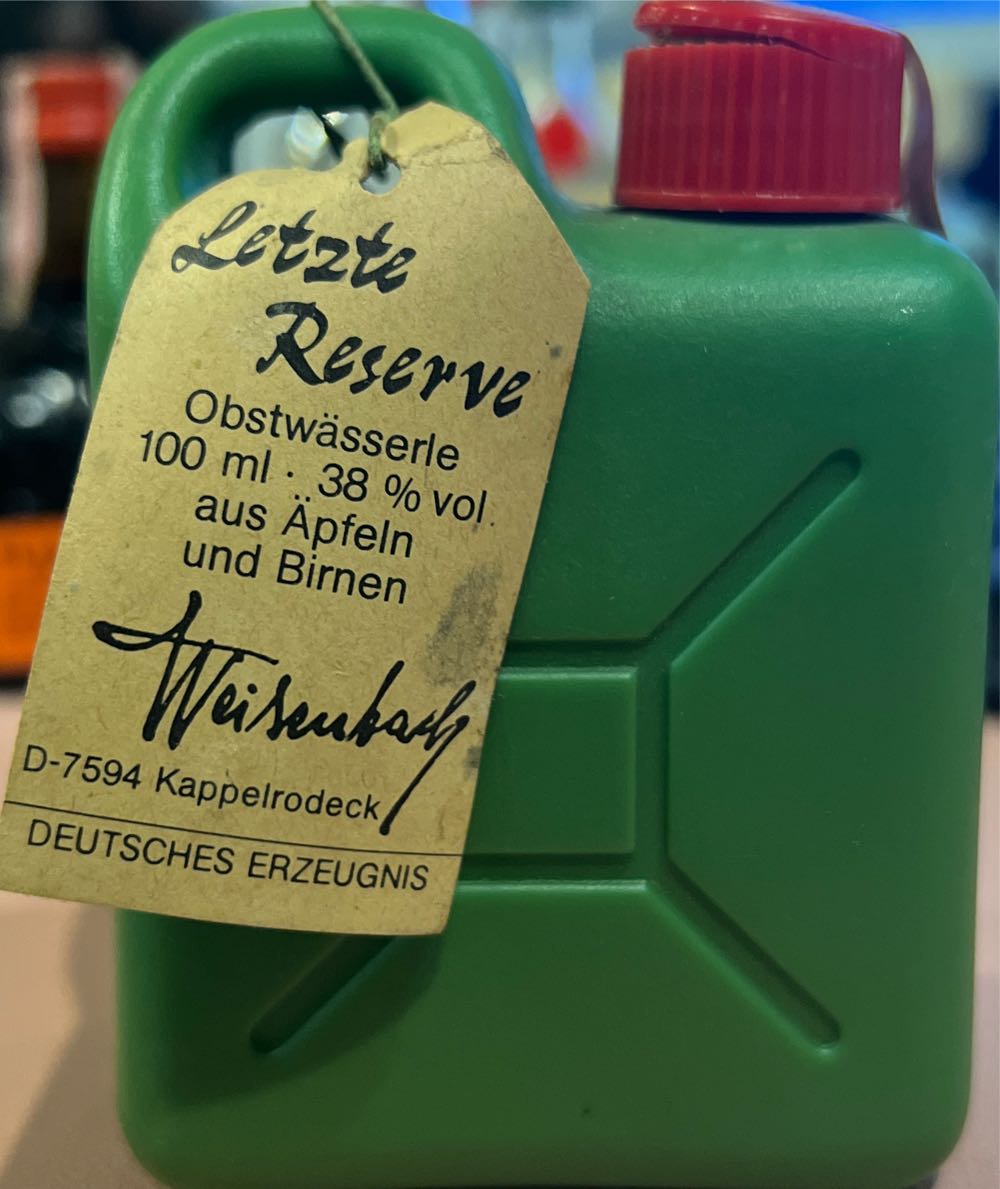 Letzte
Reserve
Obstwässerle
100 ml · 38 % vol.
aus Äpfeln
und Birnen
Weisenbach
D-7594 Kappelrodeck
DEUTSCHES ERZEUGNIS